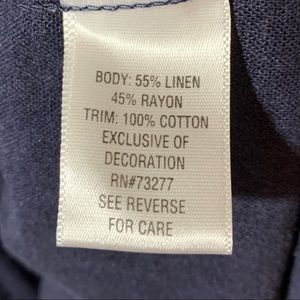 BODY: 55% LINEN
45% RAYON
TRIM: 100% COTTON
EXCLUSIVE OF
DECORATION
RN#73277
SEE REVERSE
FOR CARE